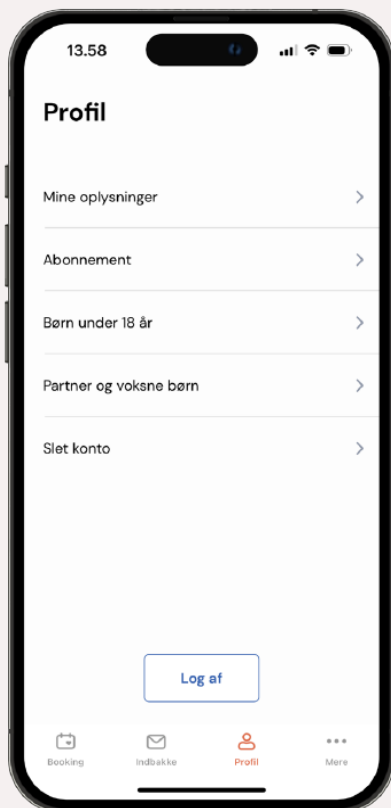 13.58
Profil
Mine oplysninger
Abonnement
Børn under 18 år
Partner og voksne børn
Slet konto
Log af
Booking
Indbakke
Profil
Mere